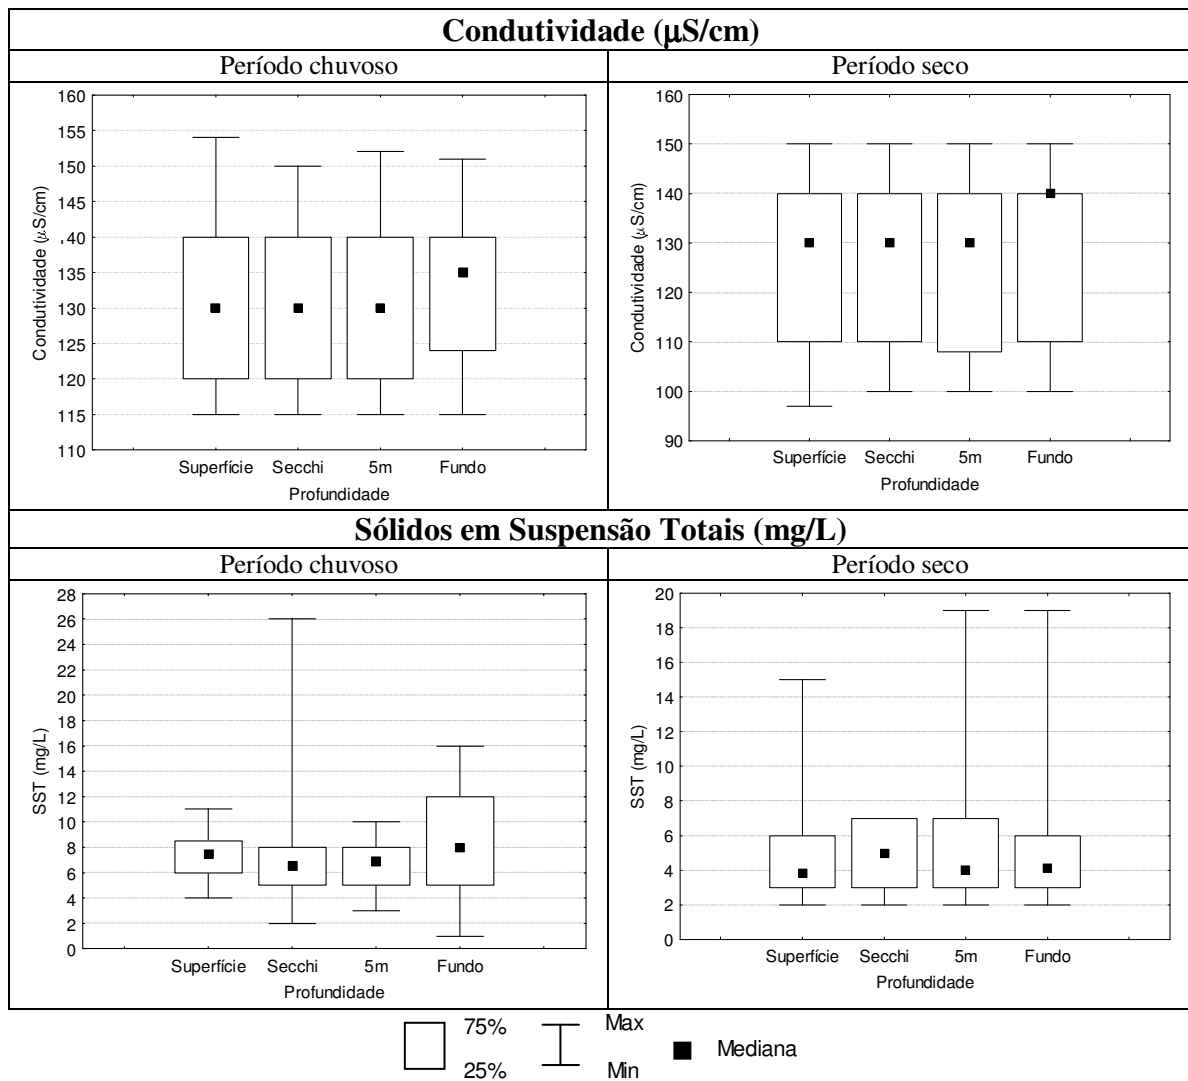 Condutividade (μS/cm)
Período chuvoso
Período seco
160
155
150
145
.40
135
130
125
120
115
110
Condutividade (μS/cm)
Superfície Secchi 5m Fundo
Profundidade
160
150
140
130
120
110
100
90
Condutividade (μS/cm)
Superfície Secchi 5m Fundo
Profundidade
Sólidos em Suspensão Totais (mg/L)
Período chuvoso
Período seco
28
26
24
22
20
18
16
14
12
10
8
6
4
2
0
SST (mg/L)
Superfície Secchi 5m Fundo
Profundidade
20
18
16
14
12
10
8
6
4
2
0
SST (mg/L)
Superfície Secchi 5m Fundo
Profundidade
75%
25%
Max
Min
Mediana